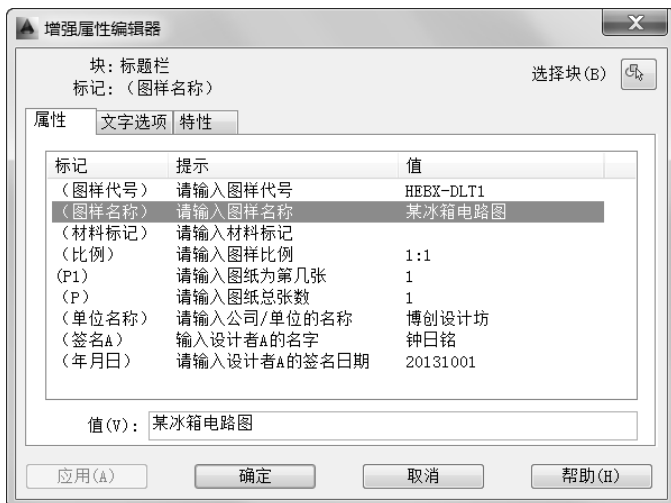 增强属性编辑器
块: 标题栏
标记: (图样名称)
选择块(B)
属性 文字选项 特性
标记 提示 值
(图样代号) 请输入图样代号 HEBX-DLT1
(图样名称) 请输入图样名称 某冰箱电路图
(材料标记) 请输入材料标记
(比例) 请输入图样比例 1:1
(P1) 请输入图纸为第几张 1
(P) 请输入图纸总张数 1
(单位名称) 请输入公司/单位的名称 博创设计坊
(签名A) 输入设计者A的名字 钟日铭
(年月日) 请输入设计者A的签名日期 20131001
值(V): 某冰箱电路图
应用(A) 确定 取消 帮助(H)